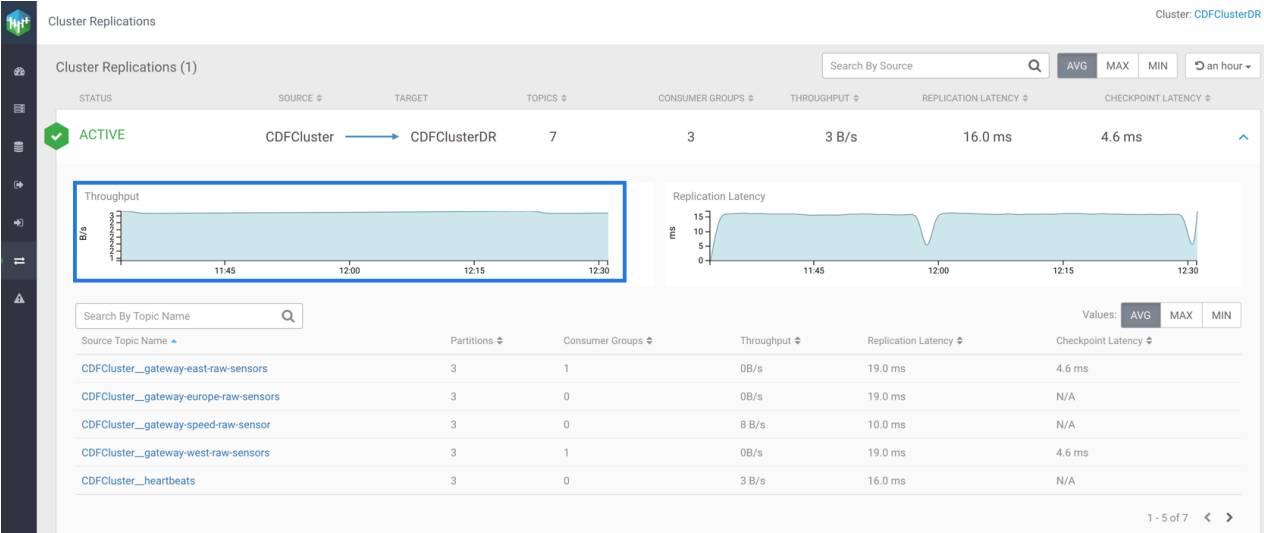 Cluster Replications
Cluster: CDFClusterDR
Cluster Replications (1)
Search By Source
AVG MAX MIN
an hour
STATUS SOURCE TARGET TOPICS CONSUMER GROUPS THROUGHPUT REPLICATION LATENCY CHECKPOINT LATENCY
ACTIVE CDFCluster CDFClusterDR 7 3 3 B/s 16.0 ms 4.6 ms
Throughput
B/s
11:45 12:00 12:15 12:30
Replication Latency
ms
15
10
5
0
11:45 12:00 12:15 12:30
Search By Topic Name
Values: AVG MAX MIN
Source Topic Name Partitions Consumer Groups Throughput Replication Latency Checkpoint Latency
CDFCluster__gateway-east-raw-sensors 3 1 0B/s 19.0 ms 4.6 ms
CDFCluster__gateway-europe-raw-sensors 3 0 0B/s 19.0 ms N/A
CDFCluster__gateway-speed-raw-sensor 3 0 8 B/s 10.0 ms N/A
CDFCluster__gateway-west-raw-sensors 3 1 0B/s 19.0 ms 4.6 ms
CDFCluster__heartbeats 3 0 3 B/s 16.0 ms N/A
1 - 5 of 7